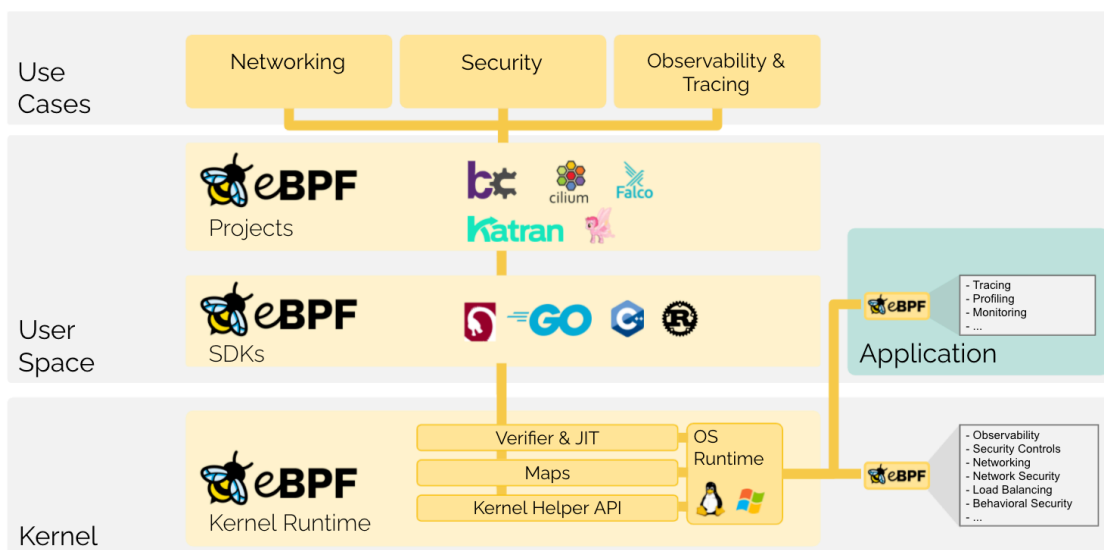 Networking
Security
Observability &
Tracing
Use
Cases
eBPF
Projects
bc
cilium
Falco
Katran
eBPF
SDKs
GO
C++
R
User
Space
eBPF
- Tracing
- Profiling
- Monitoring
- ...
Application
eBPF
Kernel Runtime
Verifier & JIT
Maps
Kernel Helper API
OS
Runtime
eBPF
- Observability
- Security Controls
- Networking
- Network Security
- Load Balancing
- Behavioral Security
- ...
Kernel